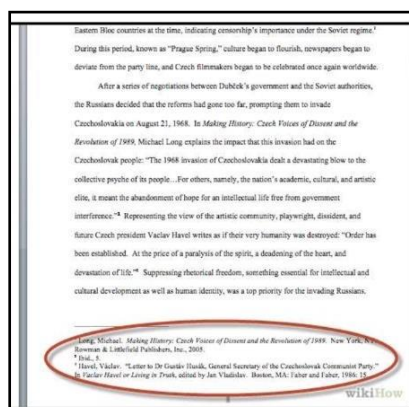 Eastern Bloc countries at the time, indicating censorship's importance under the Soviet regime.
During this period, known as "Prague Spring," culture began to flourish, newspapers began to
deviate from the party line, and Czech filmmakers began to be celebrated once again worldwide.
After a series of negotiations between Dubček's government and the Soviet authorities,
the Russians decided that the reforms had gone too far, prompting them to invade
Czechoslovakia on August 21, 1968. In Making History: Czech Voices of Dissent and the
Revolution of 1989, Michael Long explains the impact that this invasion had on the
Czechoslovak people: "The 1968 invasion of Czechoslovakia dealt a devastating blow to the
collective psyche of its people…For others, namely, the nation's academic, cultural, and artistic
elite, it meant the abandonment of hope for an intellectual life free from government
interference." Representing the view of the artistic community, playwright, dissident, and
future Czech president Vaclav Havel writes as if their very humanity was destroyed: "Order has
been established. At the price of a paralysis of the spirit, a deadening of the heart, and
devastation of life." Suppressing rhetorical freedom, something essential for intellectual and
cultural development as well as human identity, was a top priority for the invading Russians.
Long, Michael. Making History: Czech Voices of Dissent and the Revolution of 1989. New York, NY:
Rowman & Littlefield Publishers, Inc., 2005.
Ibid., 5.
Havel, Václav. "Letter to Dr Gustáv Husák, General Secretary of the Czechoslovak Communist Party."
In Václav Havel or Living in Truth, edited by Jan Vladislav. Boston, MA: Faber and Faber, 1986: 15
wikiHow